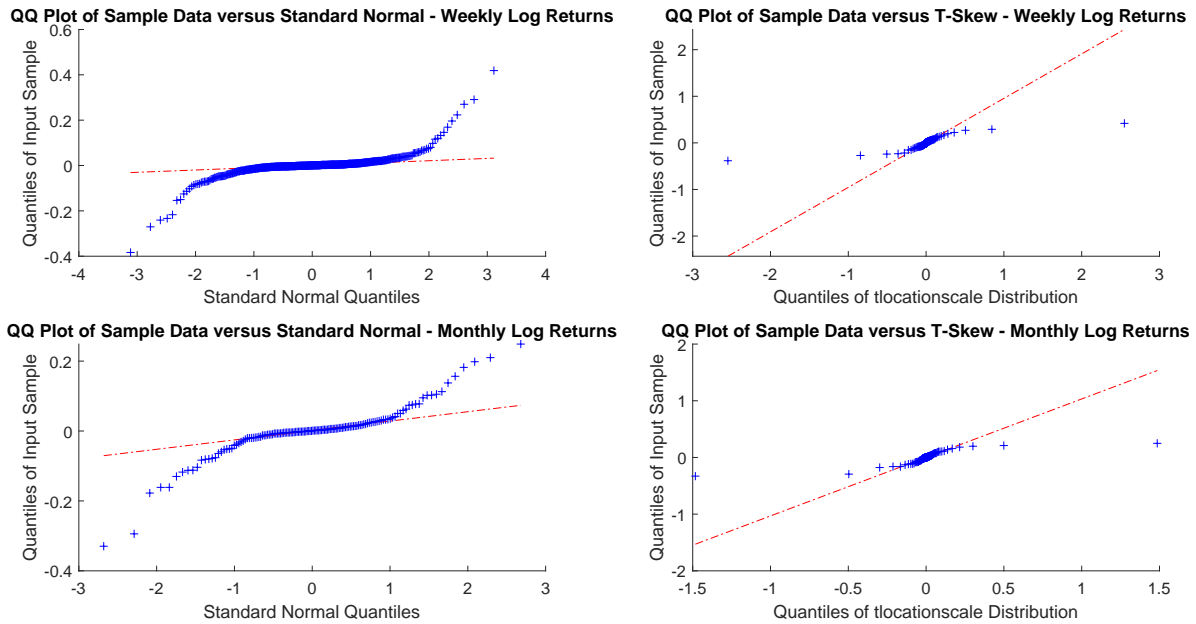 QQ Plot of Sample Data versus Standard Normal - Weekly Log Returns
Quantiles of Input Sample
0.6
0.4
0.2
0
-0.2
-0.4
-4 -3 -2 -1 0 1 2 3 4
Standard Normal Quantiles
QQ Plot of Sample Data versus T-Skew - Weekly Log Returns
Quantiles of Input Sample
2
1
0
-1
-2
-3 -2 -1 0 1 2 3
Quantiles of tlocationscale Distribution
QQ Plot of Sample Data versus Standard Normal - Monthly Log Returns
Quantiles of Input Sample
0.2
0
-0.2
-0.4
-3 -2 -1 0 1 2 3
Standard Normal Quantiles
QQ Plot of Sample Data versus T-Skew - Monthly Log Returns
Quantiles of Input Sample
2
1
0
-1
-2
-1.5 -1 -0.5 0 0.5 1 1.5
Quantiles of tlocationscale Distribution